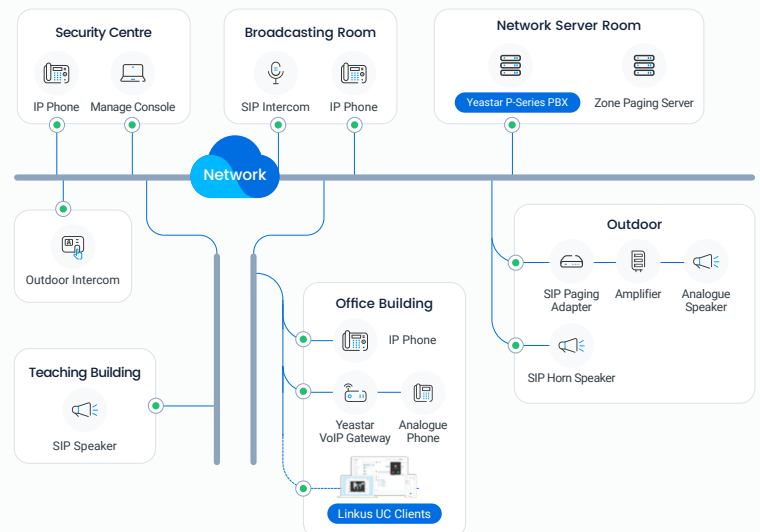 Security Centre
IP Phone
Manage Console
Broadcasting Room
SIP Intercom
IP Phone
Network Server Room
Yeastar P-Series PBX
Zone Paging Server
Network
Outdoor Intercom
Outdoor
SIP Paging
Adapter
Amplifier
Analogue
Speaker
SIP Horn Speaker
Office Building
IP Phone
Yeastar
VoIP Gateway
Analogue
Phone
Linkus UC Clients
Teaching Building
SIP Speaker